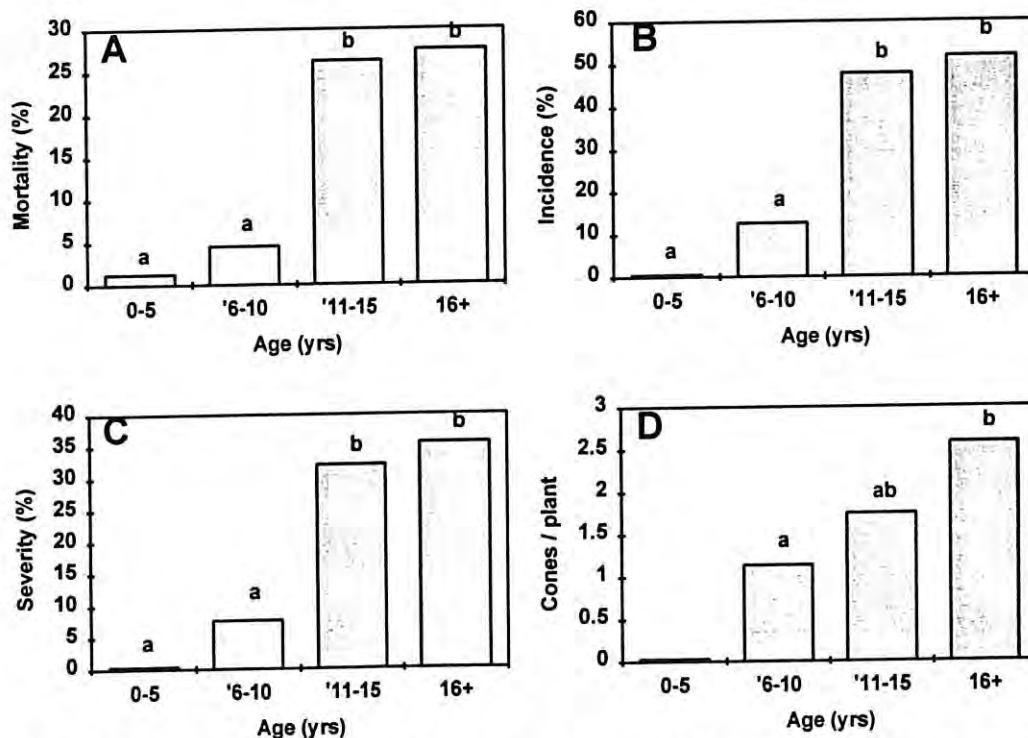 A
Mortality (%)
30
25
20
15
10
5
0
a
a
b
b
0-5
'6-10
'11-15
16+
Age (yrs)
B
Incidence (%)
60
50
40
30
20
10
0
a
a
b
b
0-5
'6-10
'11-15
16+
Age (yrs)
C
Severity (%)
40
35
30
25
20
15
10
5
0
a
a
b
b
0-5
'6-10
'11-15
16+
Age (yrs)
D
Cones / plant
3
2.5
2
1.5
1
0.5
0
a
ab
b
0-5
'6-10
'11-15
16+
Age (yrs)